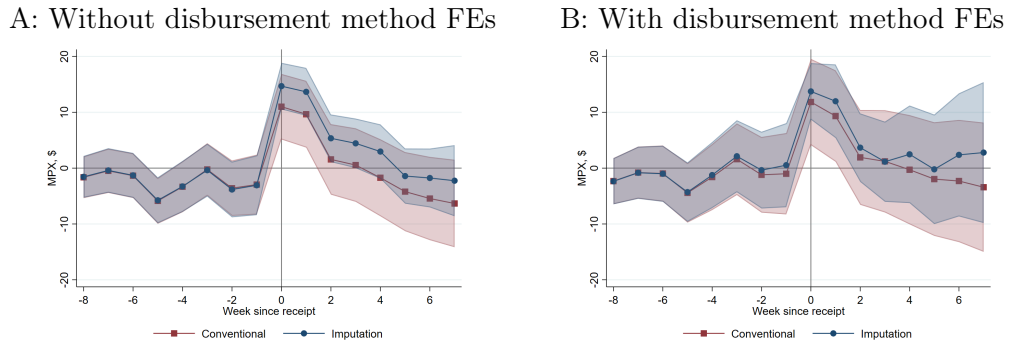 A: Without disbursement method FEs
MPX, $
20
10
0
-10
-20
-8 -6 -4 -2 0 2 4 6
Week since receipt
Conventional Imputation
B: With disbursement method FEs
MPX, $
20
10
0
-10
-20
-8 -6 -4 -2 0 2 4 6
Week since receipt
Conventional Imputation